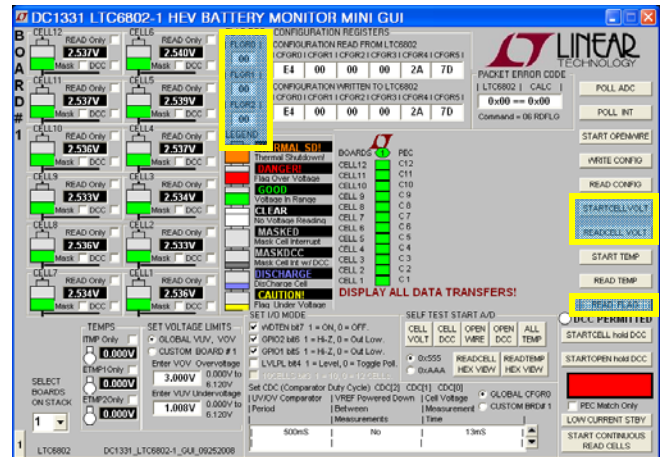 DC1331 LTC6802-1 HEV BATTERY MONITOR MINI GUI
BOARD#1
CELL12 READ Only
2.537V
Mask DCC
CELL6 READ Only
2.540V
Mask DCC
CELL11 READ Only
2.537V
Mask DCC
CELL5 READ Only
2.539V
Mask DCC
CELL10 READ Only
2.536V
Mask DCC
CELL4 READ Only
2.537V
Mask DCC
CELL9 READ Only
2.533V
Mask DCC
CELL3 READ Only
2.534V
Mask DCC
CELL8 READ Only
2.536V
Mask DCC
CELL2 READ Only
2.533V
Mask DCC
CELL7 READ Only
2.534V
Mask DCC
CELL1 READ Only
2.536V
Mask DCC
FLGR0 |
00
FLGR1 |
00
FLGR2 |
00
LEGEND
CONFIGURATION REGISTERS
CONFIGURATION READ FROM LTC6802
CFGR0 | CFGR1 | CFGR2 | CFGR3 | CFGR4 | CFGR5 |
E4 00 00 00 2A 7D
CONFIGURATION WRITTEN TO LTC6802
CFGR0 | CFGR1 | CFGR2 | CFGR3 | CFGR4 | CFGR5 |
E4 00 00 00 2A 7D
LINEAR
TECHNOLOGY
PACKET ERROR CODE
| LTC6802 | CALC |
0x00 == 0x00
Command = 06 RDFLG
THERMAL SD!
Thermal Shutdown!
DANGER!
Flag Over Voltage
GOOD
Voltage In Range
CLEAR
No Voltage Reading
MASKED
Mask Cell Interrupt
MASKDCC
Mask Cell Int w/ DCC
DISCHARGE
DisCharge Cell
CAUTION!
Flag Under Voltage
BOARDS 1 PEC
CELL12 C12
CELL11 C11
CELL10 C10
CELL 9 C 9
CELL 8 C 8
CELL 7 C 7
CELL 6 C 6
CELL 5 C 5
CELL 4 C 4
CELL 3 C 3
CELL 2 C 2
CELL 1 C 1
DISPLAY ALL DATA TRANSFERS!
POLL ADC
POLL INT
START OPENWIRE
WRITE CONFIG
READ CONFIG
STARTCELL VOLT
READCELL VOLT
START TEMP
READ TEMP
READ FLAG
DCC PERMITTED
STARTCELL hold DCC
STARTOPEN hold DCC
PEC Match Only
LOW CURRENT STBY
START CONTINUOUS
READ CELLS
TEMPS
ITMP Only
0.000V
ETMP1Only
0.000V
ETMP2Only
0.000V
SELECT
BOARDS
ON STACK
1
SET VOLTAGE LIMITS
GLOBAL VUV, VOV
CUSTOM BOARD # 1
Enter VOV Overvoltage
3.000V 0.000V to
6.120V
Enter VUV Undervoltage
1.008V 0.000V to
6.120V
SET I/O MODE
WDTEN bit7 1 = ON, 0 = OFF.
GPIO2 bit6 1 = Hi-Z, 0 = Out Low.
GPIO1 bit5 1 = Hi-Z, 0 = Out Low.
LVLPL bit4 1 = Level, 0 = Toggle Poll.
SELF TEST START A/D
CELL VOLT
CELL DCC
OPEN WIRE
OPEN DCC
ALL TEMP
0x555
0xAAA
READCELL HEX VIEW
READTEMP HEX VIEW
Set CDC (Comparator Duty Cycle) CDC[2] CDC[1] CDC[0]
GLOBAL CFGR0
CUSTOM BRD# 1
|UV/OV Comparator |VREF Powered Down |Cell Voltage
|Period |Between |Measurement
| |Measurements |Time
500mS No 13mS
1 LTC6802 DC1331_LTC6802-1_GUI_09252008